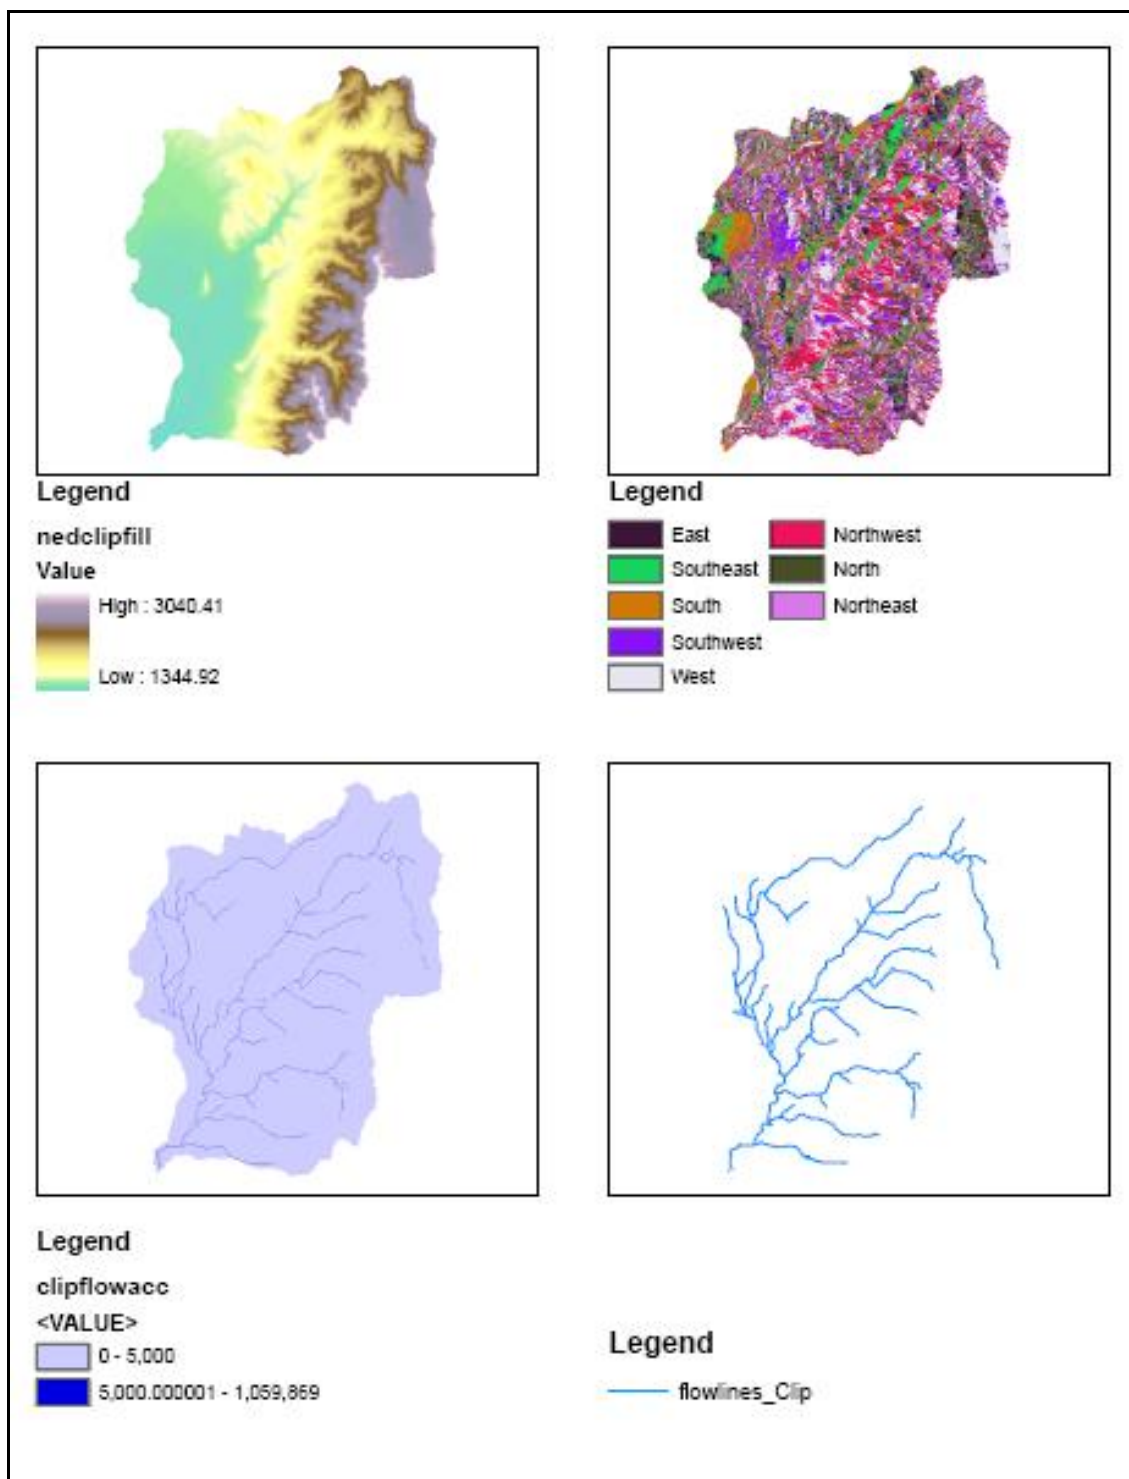 Legend
nedclipfill
Value
High : 3040.41
Low : 1344.92
Legend
East
Southeast
South
Southwest
West
Northwest
North
Northeast
Legend
clipflowacc
<VALUE>
0 - 5,000
5,000.000001 - 1,059,869
Legend
flowlines_Clip